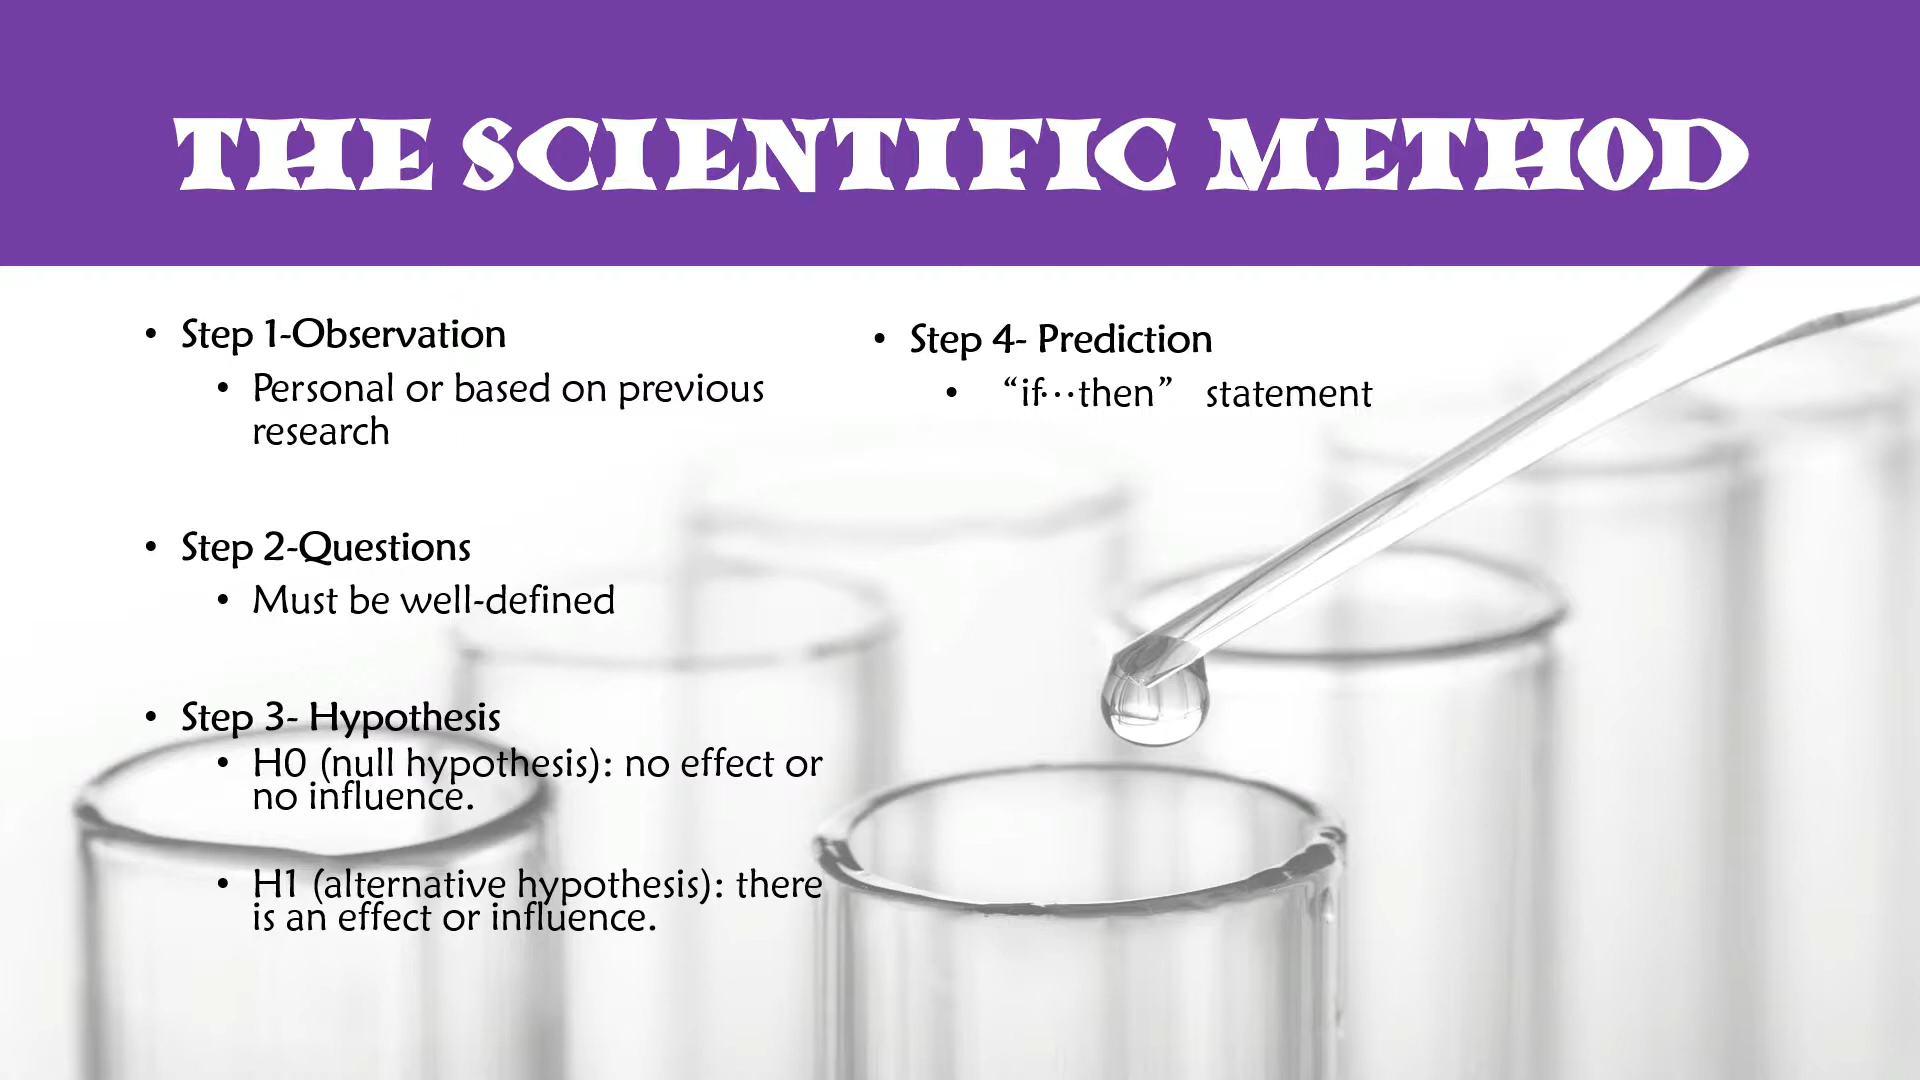 THE SCIENTIFIC METHOD
• Step 1-Observation
• Personal or based on previous
research
• Step 2-Questions
• Must be well-defined
• Step 3- Hypothesis
• H0 (null hypothesis): no effect or
no influence.
• H1 (alternative hypothesis): there
is an effect or influence.
• Step 4- Prediction
• “if…then” statement